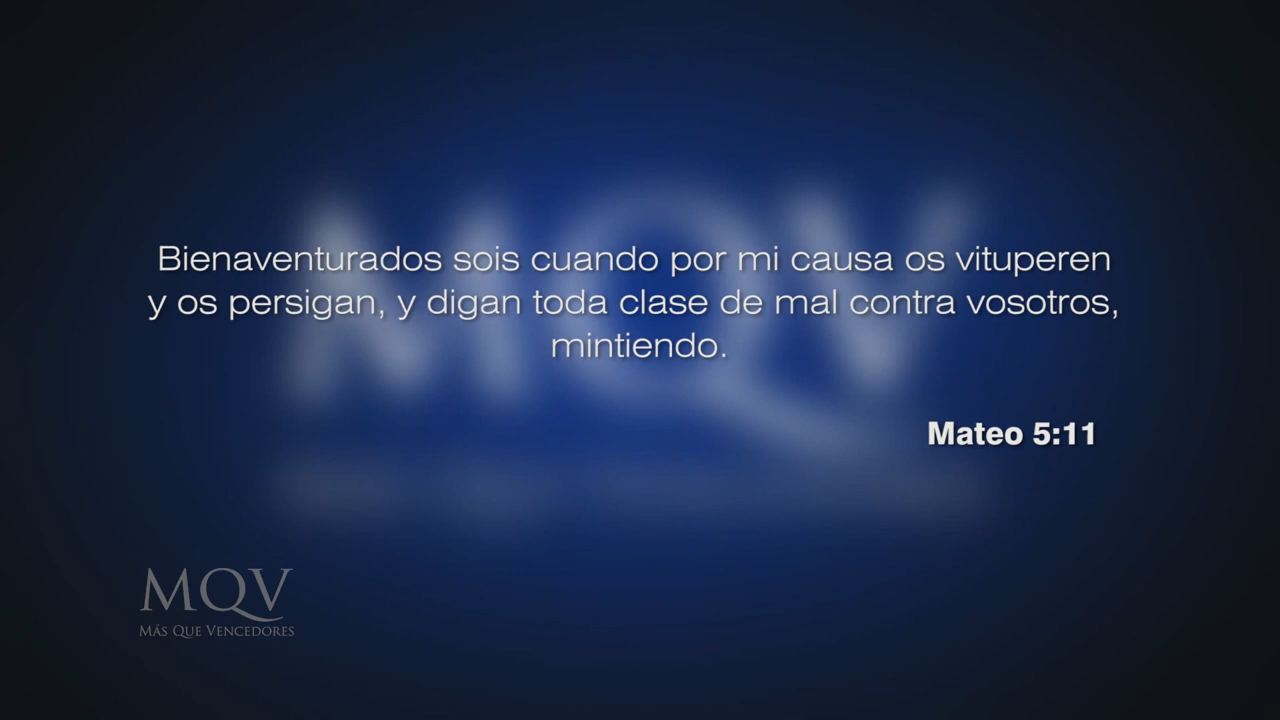 Bienaventurados sois cuando por mi causa os vituperen
y os persigan, y digan toda clase de mal contra vosotros,
mintiendo.
Mateo 5:11
MQV
MÁS QUE VENCEDORES